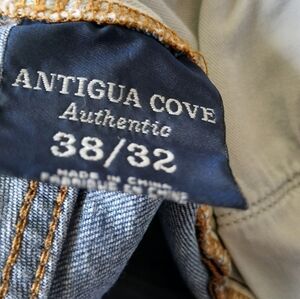 ANTIGUA COVE
Authentic
38/32
MADE IN CHINA